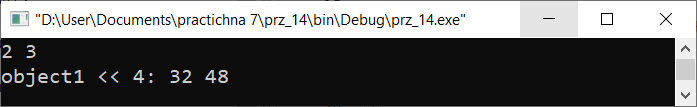 "D:\User\Documents\practichna 7\prz_14\bin\Debug\prz_14.exe"
2 3
object1 << 4: 32 48